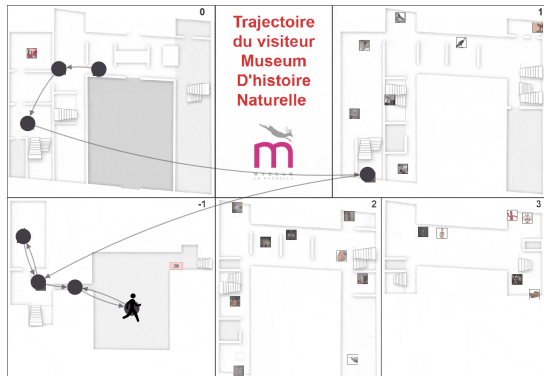 0
Trajectoire
du visiteur
Museum
D'histoire
Naturelle
m
1
-1
2
3